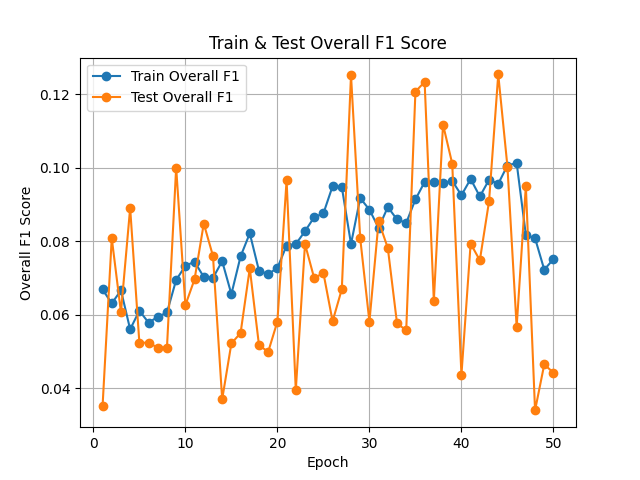 Train & Test Overall F1 Score
Train Overall F1
Test Overall F1
0.12
0.10
0.08
0.06
0.04
Overall F1 Score
0
10
20
30
40
50
Epoch